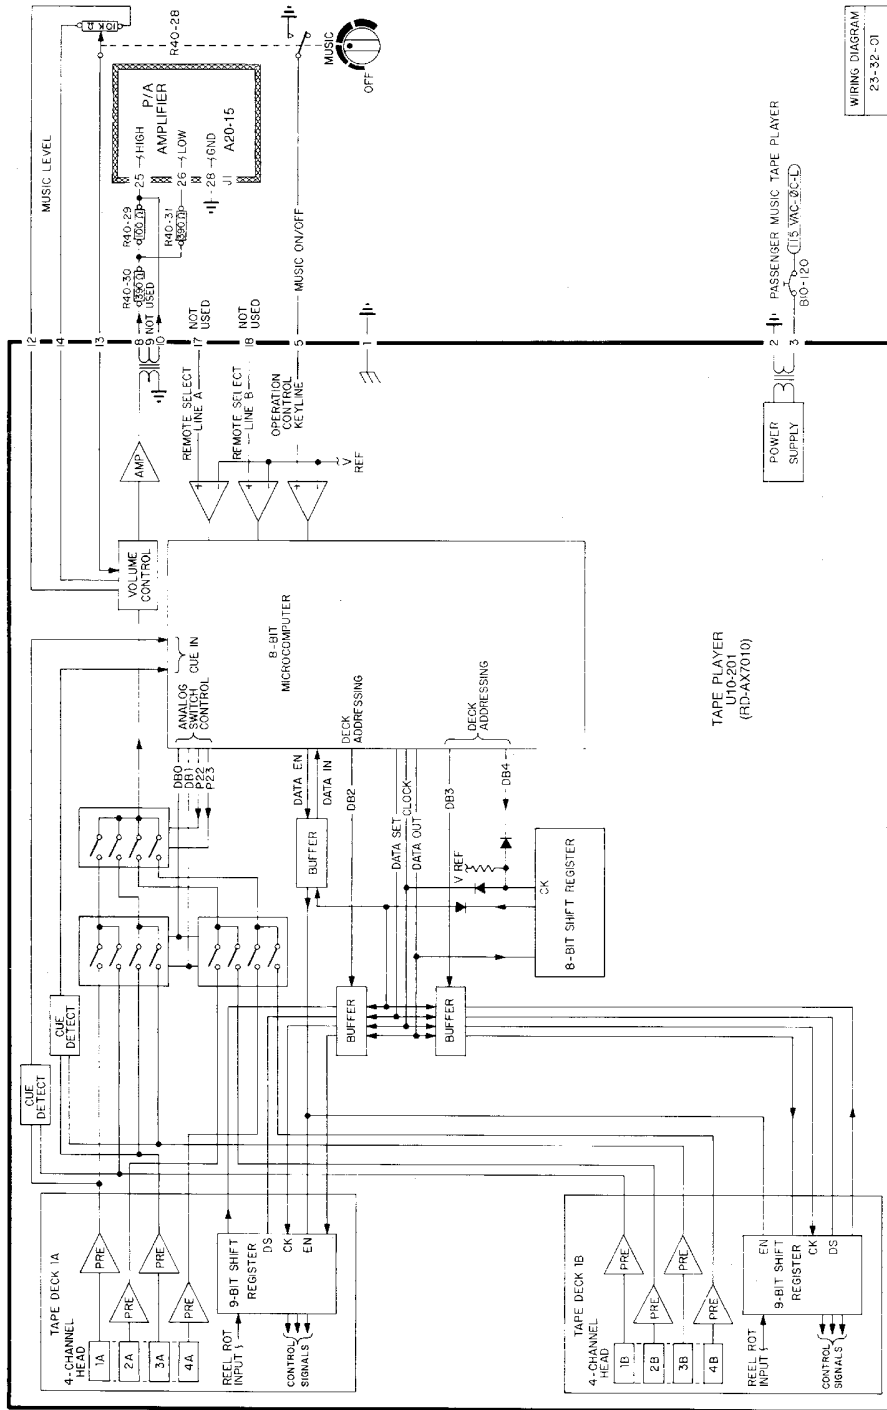 TAPE DECK 1A
4-CHANNEL
HEAD
1A
2A
3A
4A
PRE
PRE
PRE
PRE
REEL ROT
INPUT
9-BIT SHIFT
REGISTER
DS
CK
EN
CONTROL
SIGNALS
TAPE DECK 1B
4-CHANNEL
HEAD
1B
2B
3B
4B
PRE
PRE
PRE
PRE
REEL ROT
INPUT
9-BIT SHIFT
REGISTER
EN
CK
DS
CONTROL
SIGNALS
CUE
DETECT
CUE
DETECT
BUFFER
BUFFER
BUFFER
DB0
DB1
P22
P23
ANALOG
SWITCH
CONTROL
CUE IN
8-BIT
MICROCOMPUTER
DATA EN
DATA IN
DB2
DECK
ADDRESSING
DATA SET
CLOCK
DATA OUT
DB3
DECK
ADDRESSING
DB4
V REF
CK
8-BIT SHIFT REGISTER
VOLUME
CONTROL
AMP
REMOTE SELECT
LINE A
REMOTE SELECT
LINE B
OPERATION
CONTROL
KEYLINE
+
-
+
-
+
-
V
REF
POWER
SUPPLY
TAPE PLAYER
U10-201
(RD-AX7010)
12
14
13
8
9 NOT USED
10
17 NOT
USED
18 NOT
USED
5
1
2
3
MUSIC LEVEL
10K Ω
R40-28
R40-30
390 Ω
R40-29
100 Ω
R40-31
390 Ω
25 HIGH
26 LOW
28 GND
J1
P/A
AMPLIFIER
A20-15
MUSIC ON/OFF
MUSIC
OFF
PASSENGER MUSIC TAPE PLAYER
115 VAC-ØC-L
B10-120
WIRING DIAGRAM
23-32-01